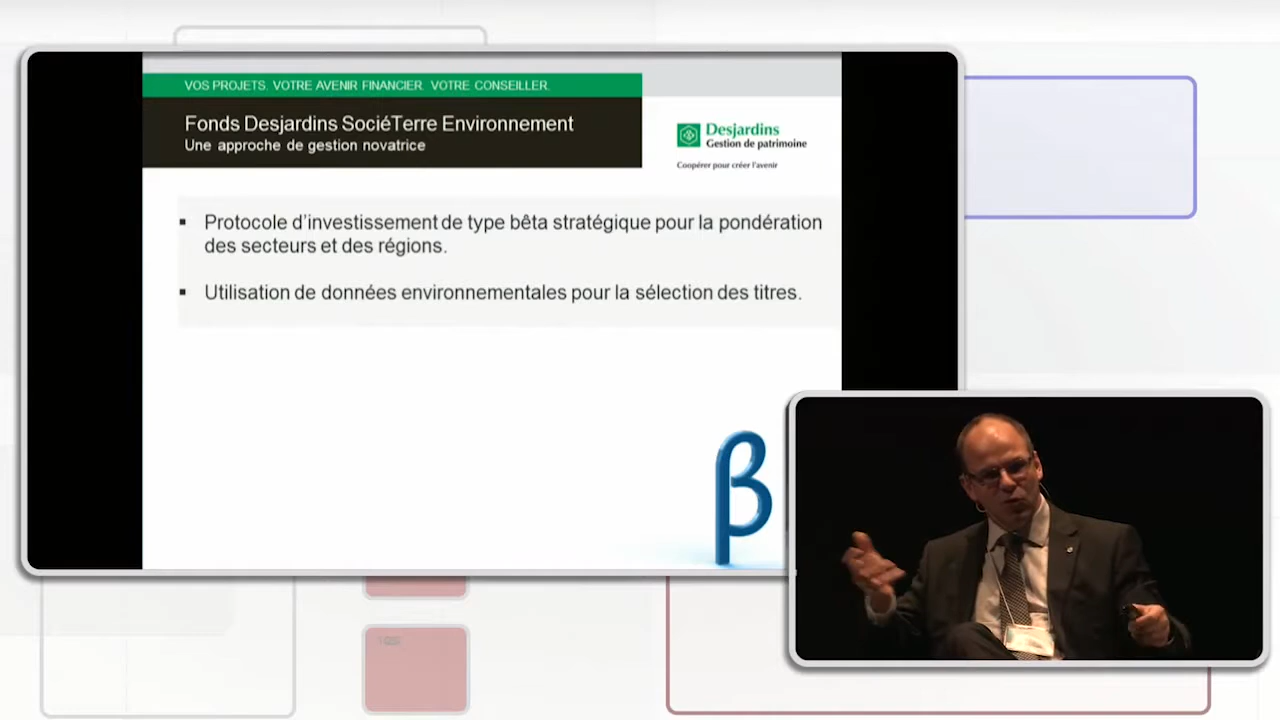 VOS PROJETS. VOTRE AVENIR FINANCIER. VOTRE CONSEILLER.
Fonds Desjardins SociéTerre Environnement
Une approche de gestion novatrice
Desjardins
Gestion de patrimoine
Coopérer pour créer l'avenir
▪ Protocole d'investissement de type bêta stratégique pour la pondération
des secteurs et des régions.
▪ Utilisation de données environnementales pour la sélection des titres.
β